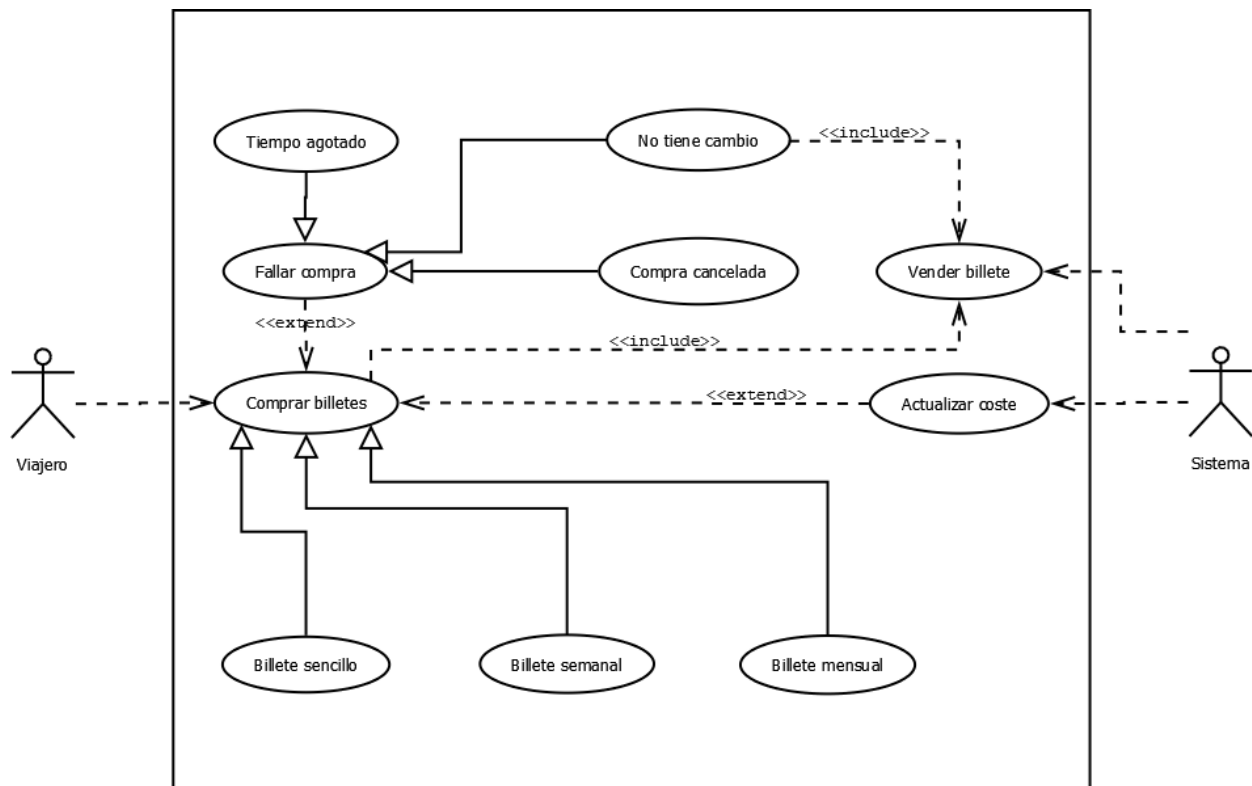 Tiempo agotado
No tiene cambio
<<include>>
Fallar compra
Compra cancelada
Vender billete
<<extend>>
<<include>>
Comprar billetes
<<extend>>
Actualizar coste
Viajero
Sistema
Billete sencillo
Billete semanal
Billete mensual